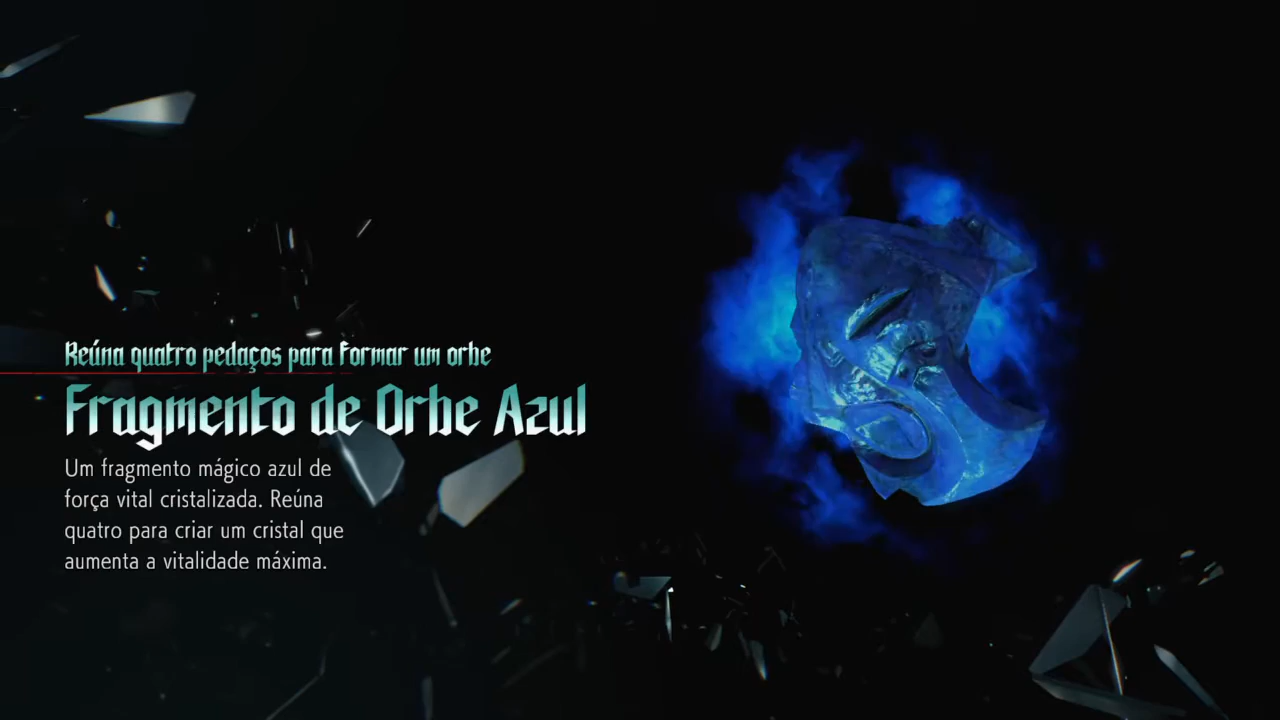 Reúna quatro pedaços para formar um orbe
Fragmento de Orbe Azul
Um fragmento mágico azul de
força vital cristalizada. Reúna
quatro para criar um cristal que
aumenta a vitalidade máxima.